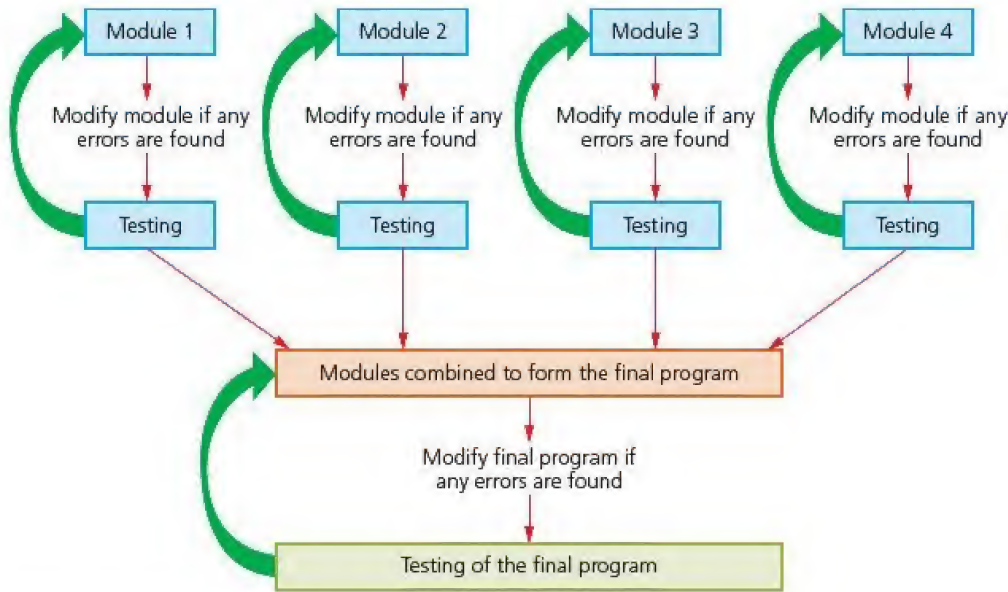 Module 1
Module 2
Module 3
Module 4
Modify module if any
errors are found
Modify module if any
errors are found
Modify module if any
errors are found
Modify module if any
errors are found
Testing
Testing
Testing
Testing
Modules combined to form the final program
Modify final program if
any errors are found
Testing of the final program